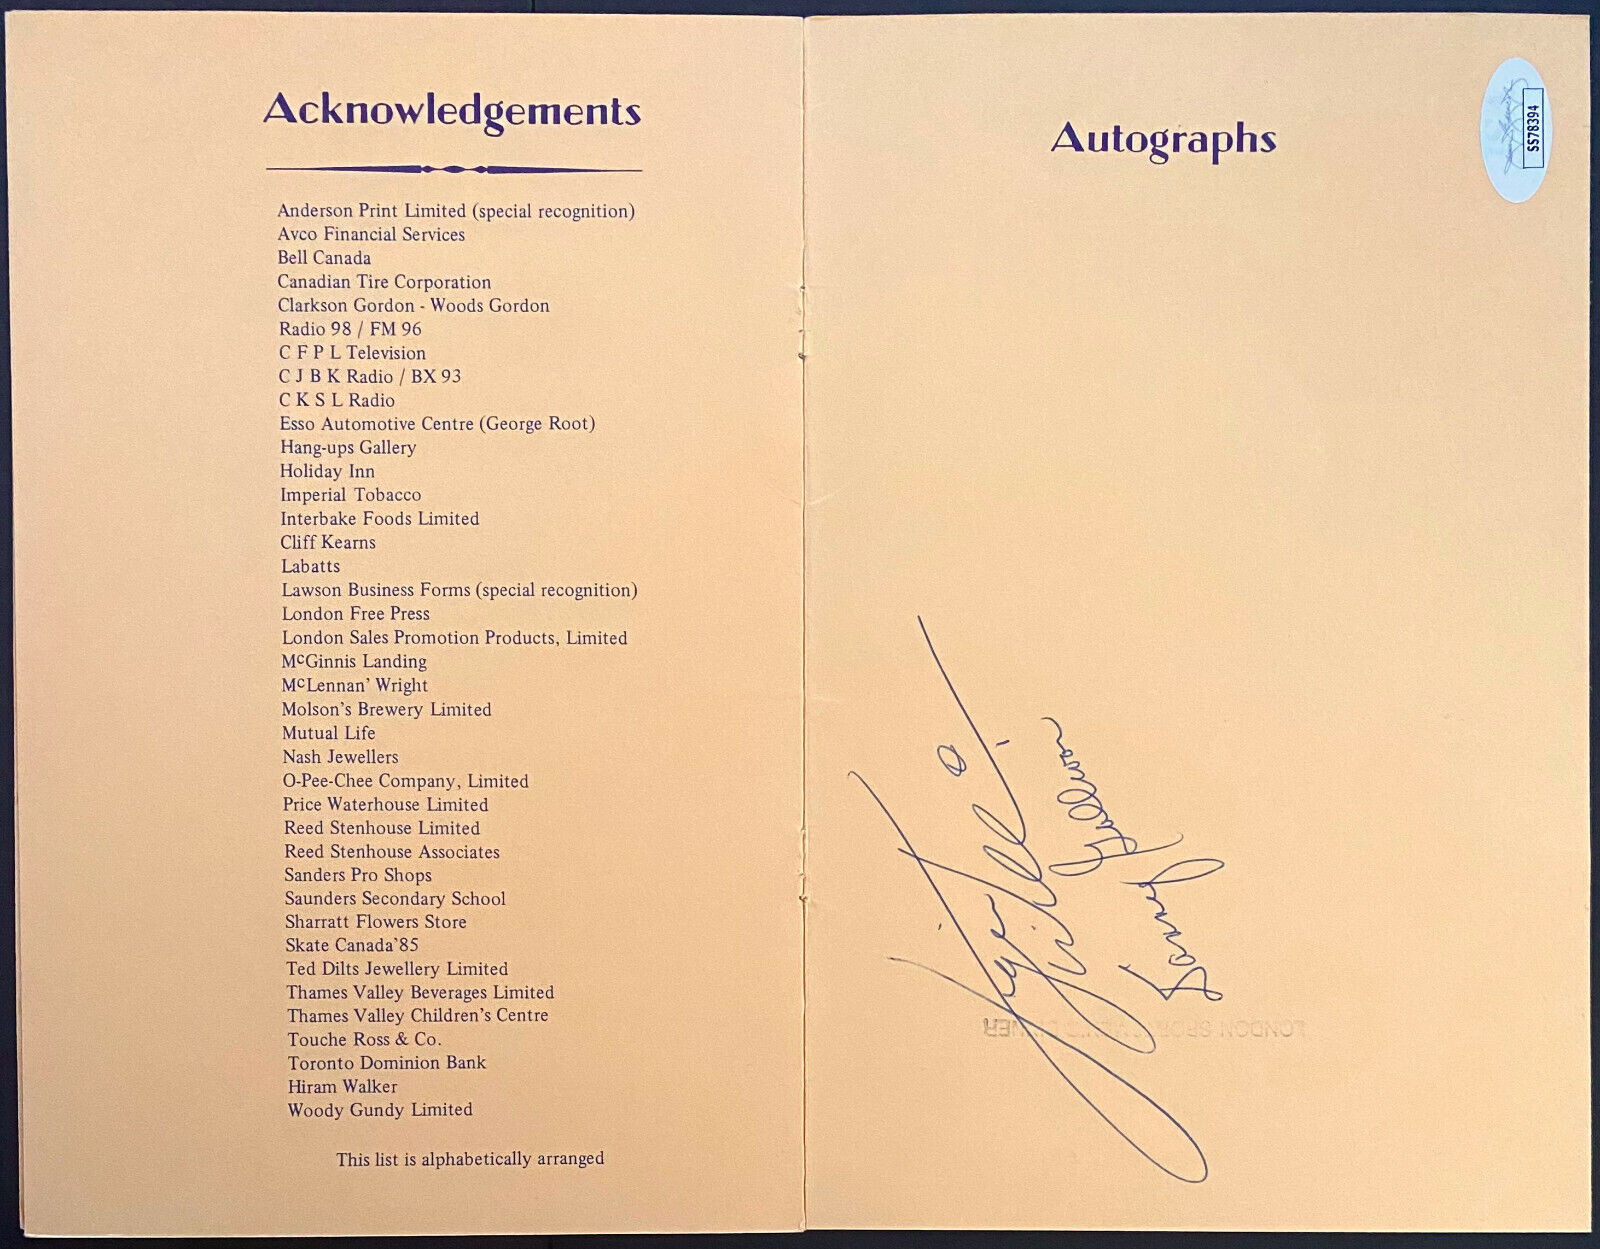 Acknowledgements
Anderson Print Limited (special recognition)
Avco Financial Services
Bell Canada
Canadian Tire Corporation
Clarkson Gordon - Woods Gordon
Radio 98 / FM 96
C F P L Television
C J B K Radio / BX 93
C K S L Radio
Esso Automotive Centre (George Root)
Hang-ups Gallery
Holiday Inn
Imperial Tobacco
Interbake Foods Limited
Cliff Kearns
Labatts
Lawson Business Forms (special recognition)
London Free Press
London Sales Promotion Products, Limited
McGinnis Landing
McLennan' Wright
Molson's Brewery Limited
Mutual Life
Nash Jewellers
O-Pee-Chee Company, Limited
Price Waterhouse Limited
Reed Stenhouse Limited
Reed Stenhouse Associates
Sanders Pro Shops
Saunders Secondary School
Sharratt Flowers Store
Skate Canada'85
Ted Dilts Jewellery Limited
Thames Valley Beverages Limited
Thames Valley Children's Centre
Touche Ross & Co.
Toronto Dominion Bank
Hiram Walker
Woody Gundy Limited
This list is alphabetically arranged
Autographs
SS78394
Danny Gallivan